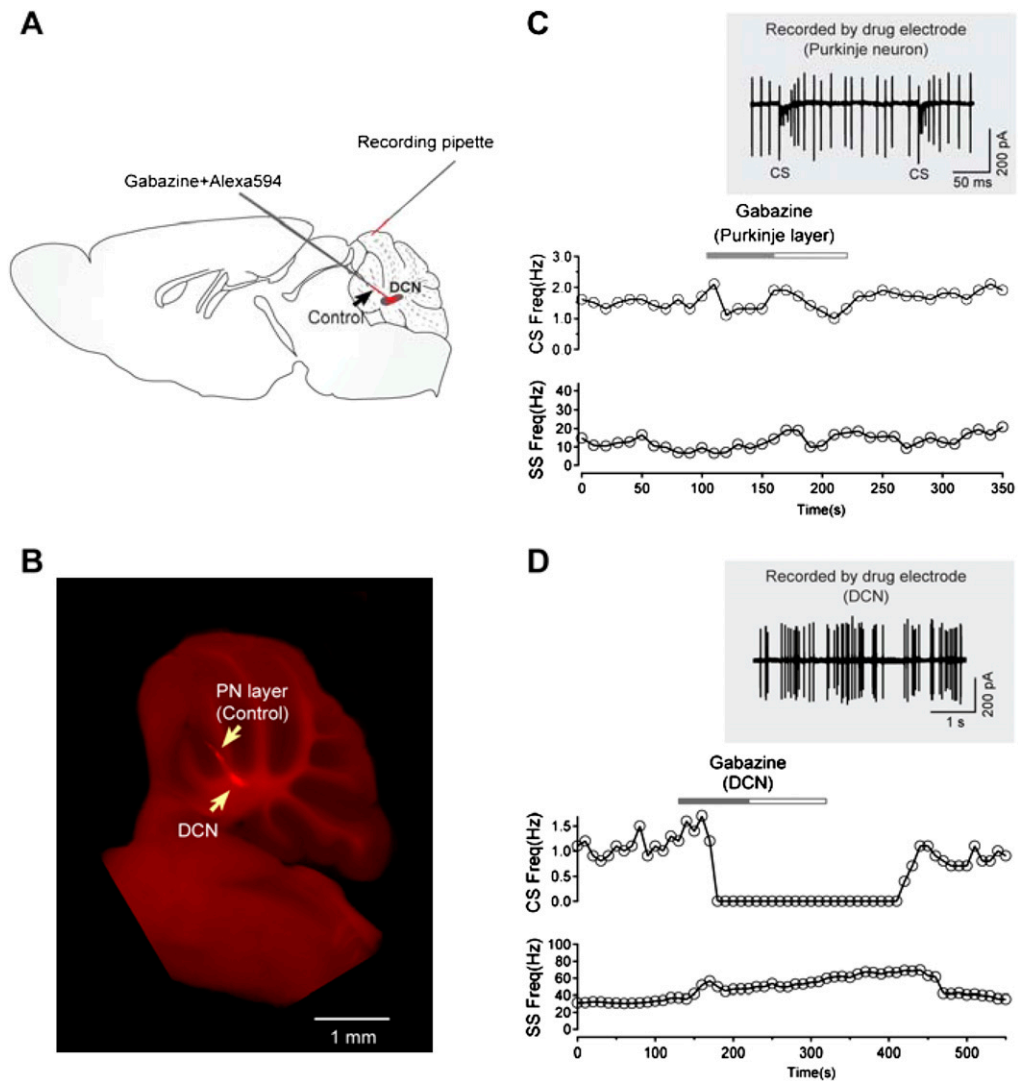 A
Recording pipette
Gabazine+Alexa594
DCN
Control
B
PN layer
(Control)
DCN
1 mm
C
Recorded by drug electrode
(Purkinje neuron)
CS
CS
200 pA
50 ms
Gabazine
(Purkinje layer)
CS Freq(Hz)
3.0
2.0
1.0
0.0
SS Freq(Hz)
40
30
20
10
0
0 50 100 150 200 250 300 350
Time(s)
D
Recorded by drug electrode
(DCN)
200 pA
1 s
Gabazine
(DCN)
CS Freq(Hz)
1.5
1.0
0.5
0.0
SS Freq(Hz)
100
80
60
40
20
0
0 100 200 300 400 500
Time(s)